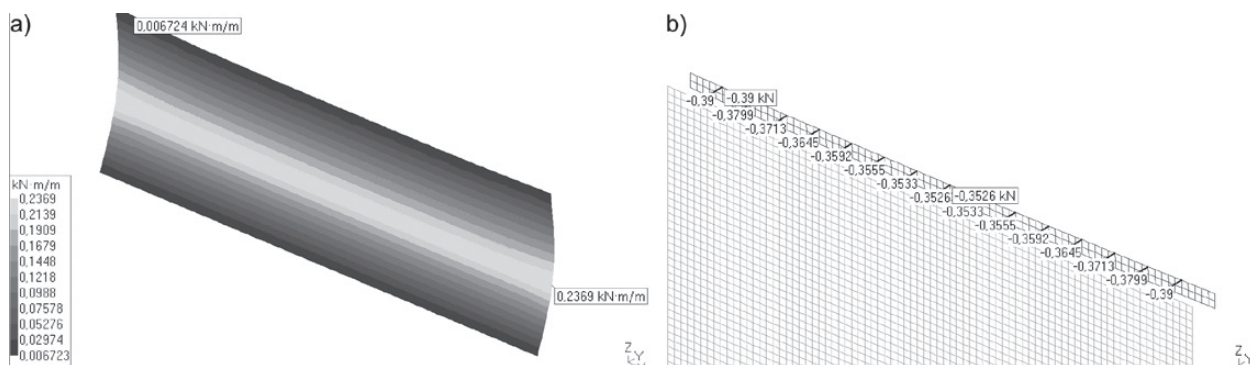 a)
0,006724 kN·m/m
kN·m/m
0,2369
0,2139
0,1909
0,1679
0,1448
0,1218
0,0988
0,07578
0,05276
0,02974
0,006723
0,2369 kN·m/m
Z
Y
b)
-0,39
-0,39 kN
-0,3799
-0,3713
-0,3645
-0,3592
-0,3555
-0,3533
-0,3526
-0,3526 kN
-0,3533
-0,3555
-0,3592
-0,3645
-0,3713
-0,3799
-0,39
Z
Y